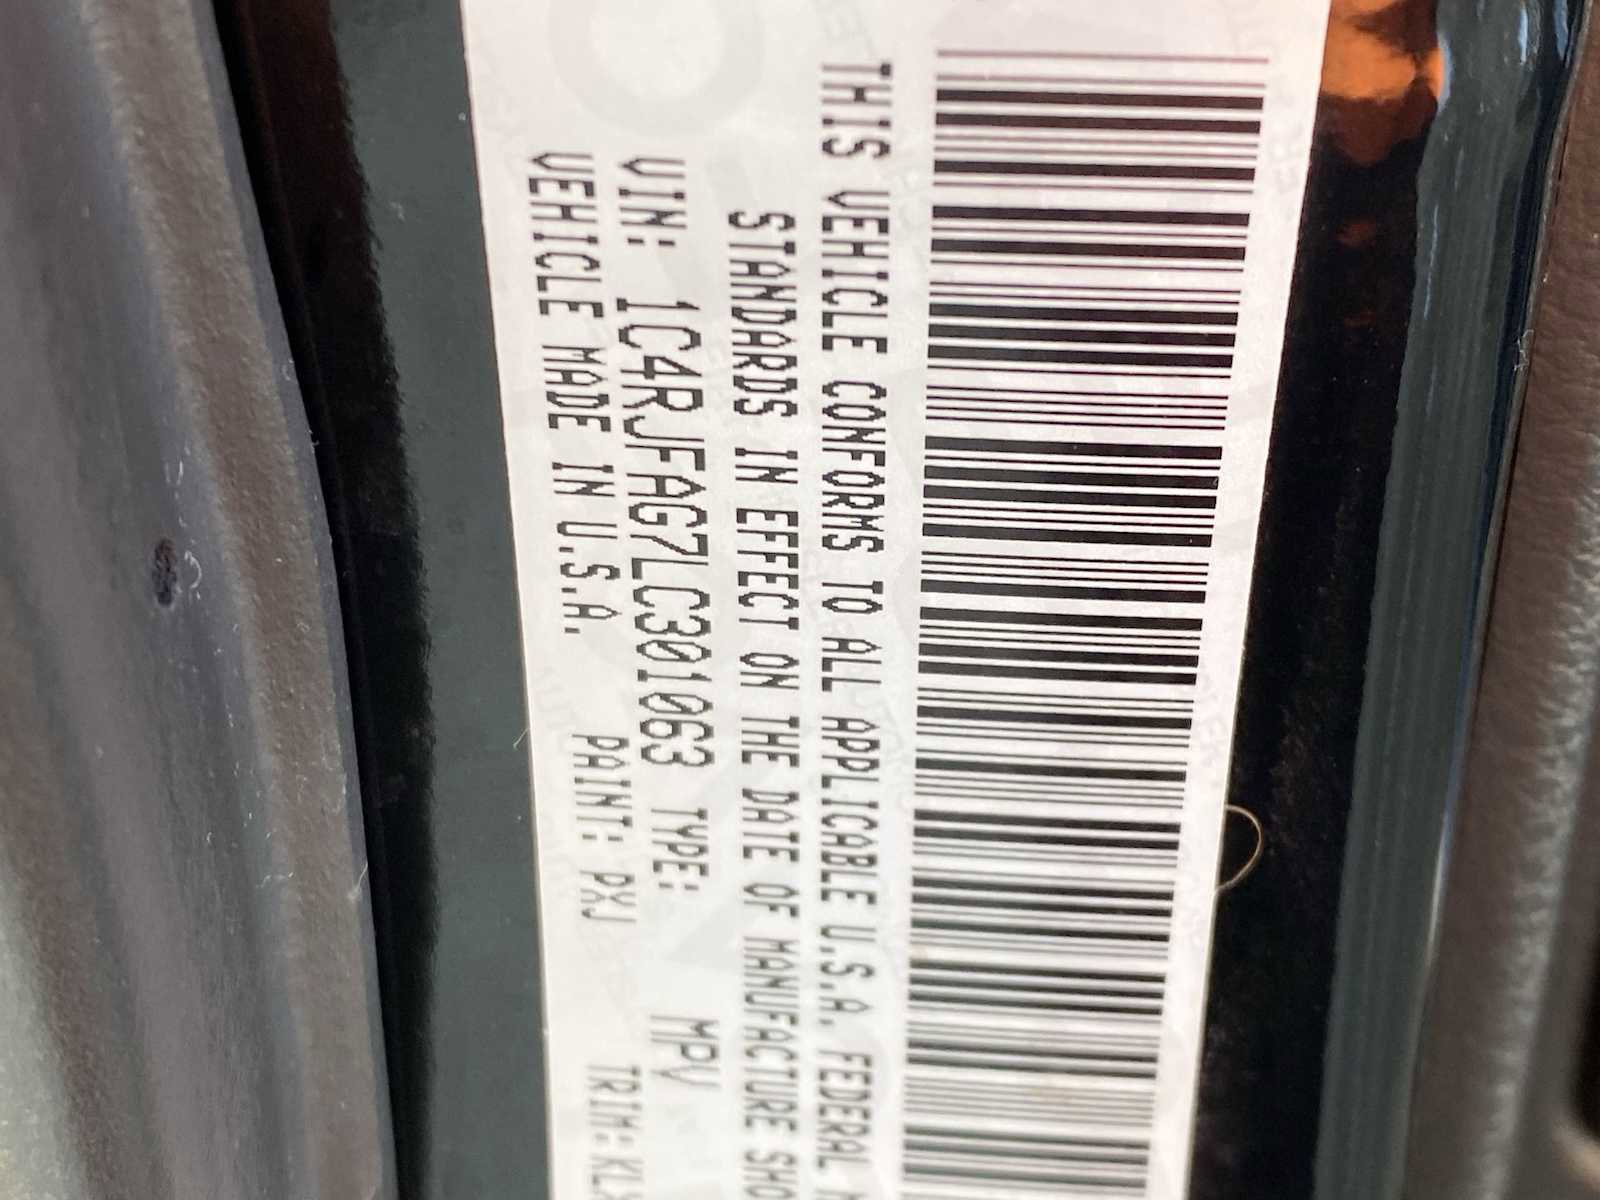 THIS VEHICLE CONFORMS TO ALL APPLICABLE U.S.A. FEDERAL
STANDARDS IN EFFECT ON THE DATE OF MANUFACTURE
VIN: 1C4RJFAG7LC301063 TYPE: MPV
VEHICLE MADE IN U.S.A. PAINT: PXJ TRIM: